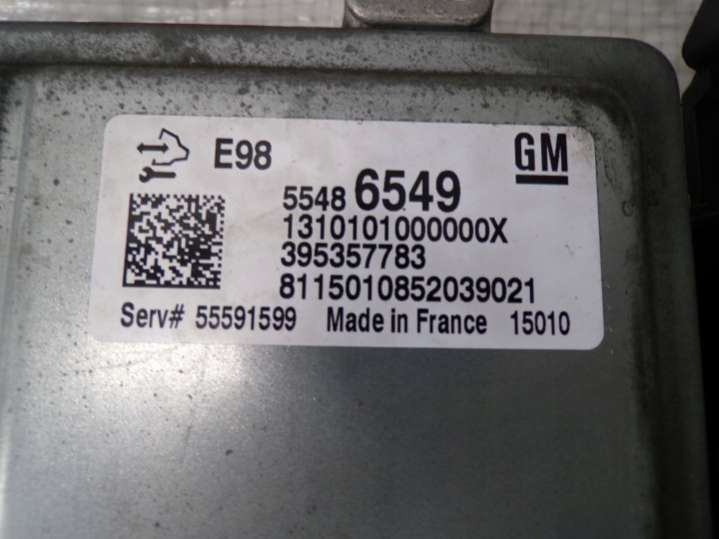 E98
GM
5548 6549
1310101000000X
395357783
8115010852039021
Serv# 55591599 Made in France 15010